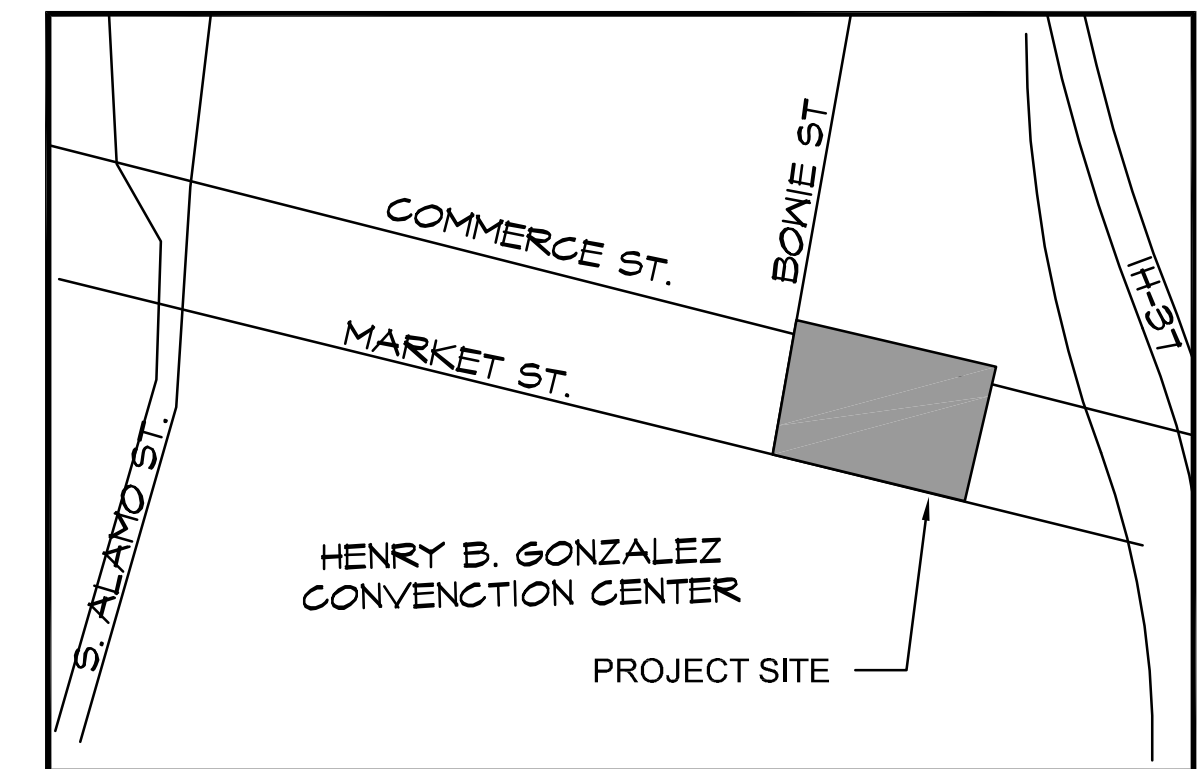 BOWIE ST
COMMERCE ST.
IH-37
MARKET ST.
S. ALAMO ST.
HENRY B. GONZALEZ
CONVENCTION CENTER
PROJECT SITE